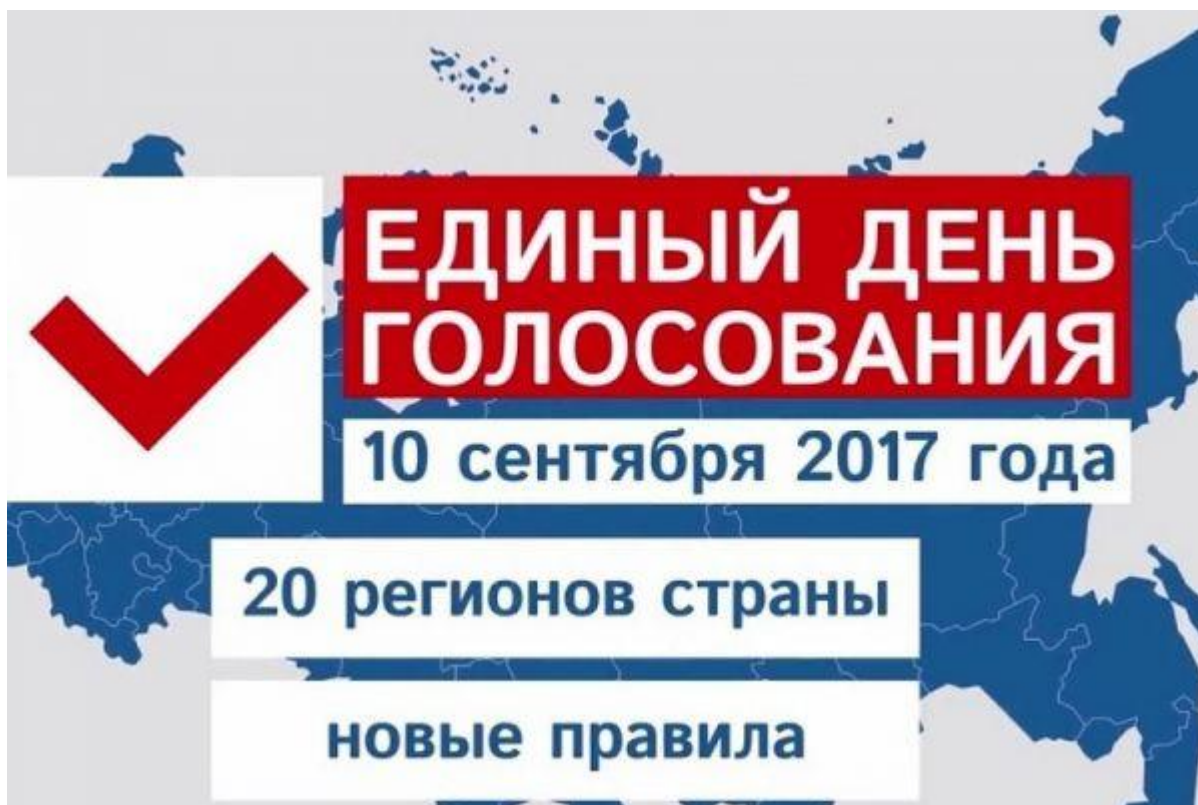 ЕДИНЫЙ ДЕНЬ
ГОЛОСОВАНИЯ
10 сентября 2017 года
20 регионов страны
новые правила